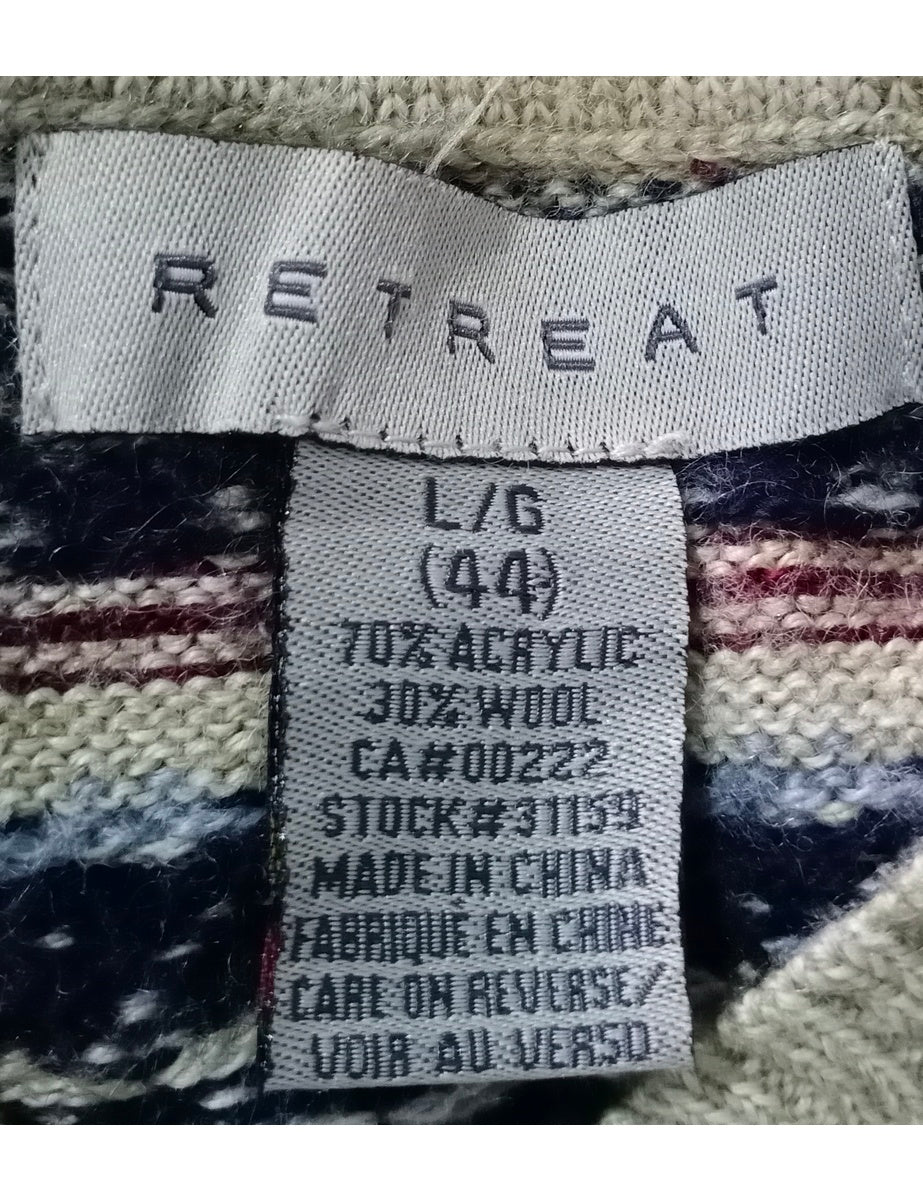 RETREAT
L/G
(44)
70% ACRYLIC
30% WOOL
CA#00222
STOCK#31159
MADE IN CHINA
FABRIQUE EN CHINE
CARE ON REVERSE/
VOIR AU VERSO